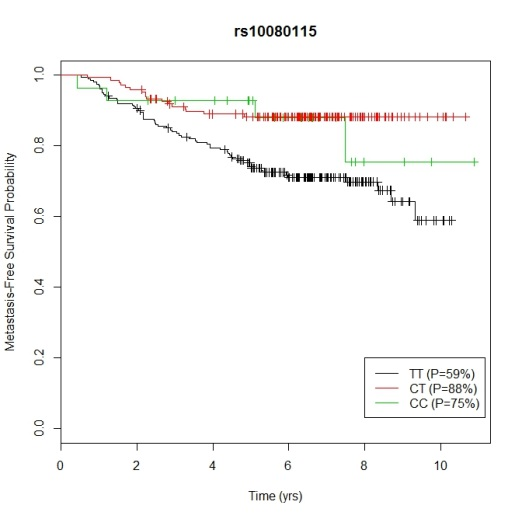 rs10080115
Metastasis-Free Survival Probability
1.0
0.8
0.6
0.4
0.2
0.0
TT (P=59%)
CT (P=88%)
CC (P=75%)
0 2 4 6 8 10
Time (yrs)